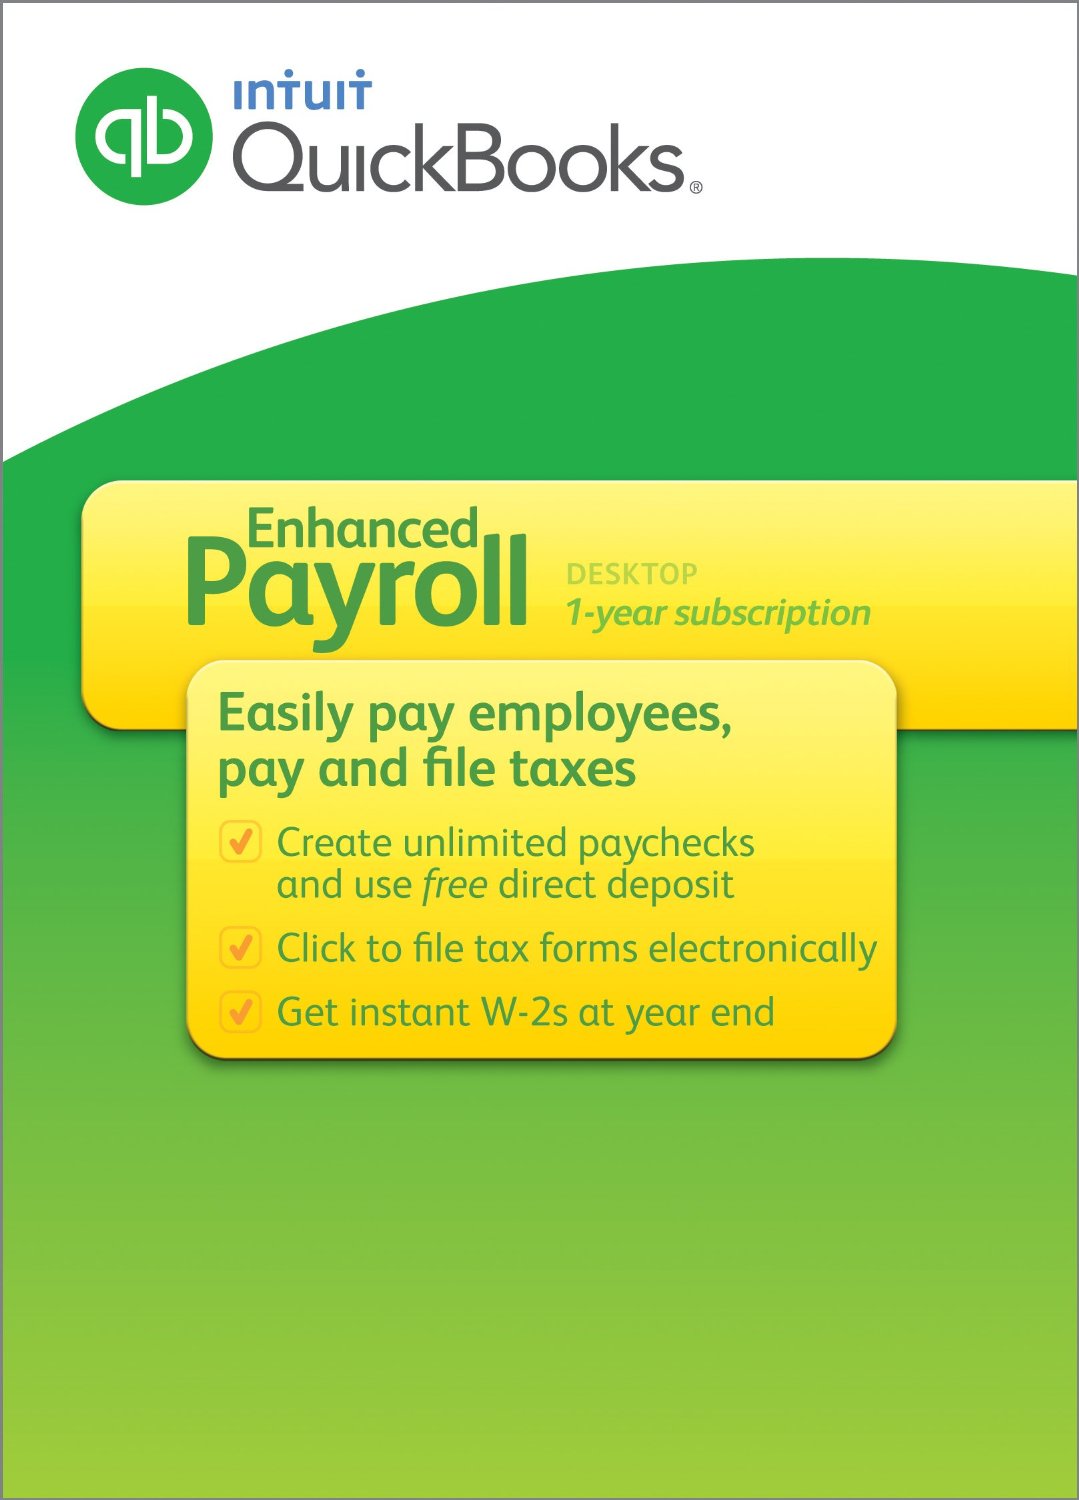 qb
intuit
QuickBooks®
Enhanced
Payroll
DESKTOP
1-year subscription
Easily pay employees,
pay and file taxes
Create unlimited paychecks
and use free direct deposit
Click to file tax forms electronically
Get instant W-2s at year end